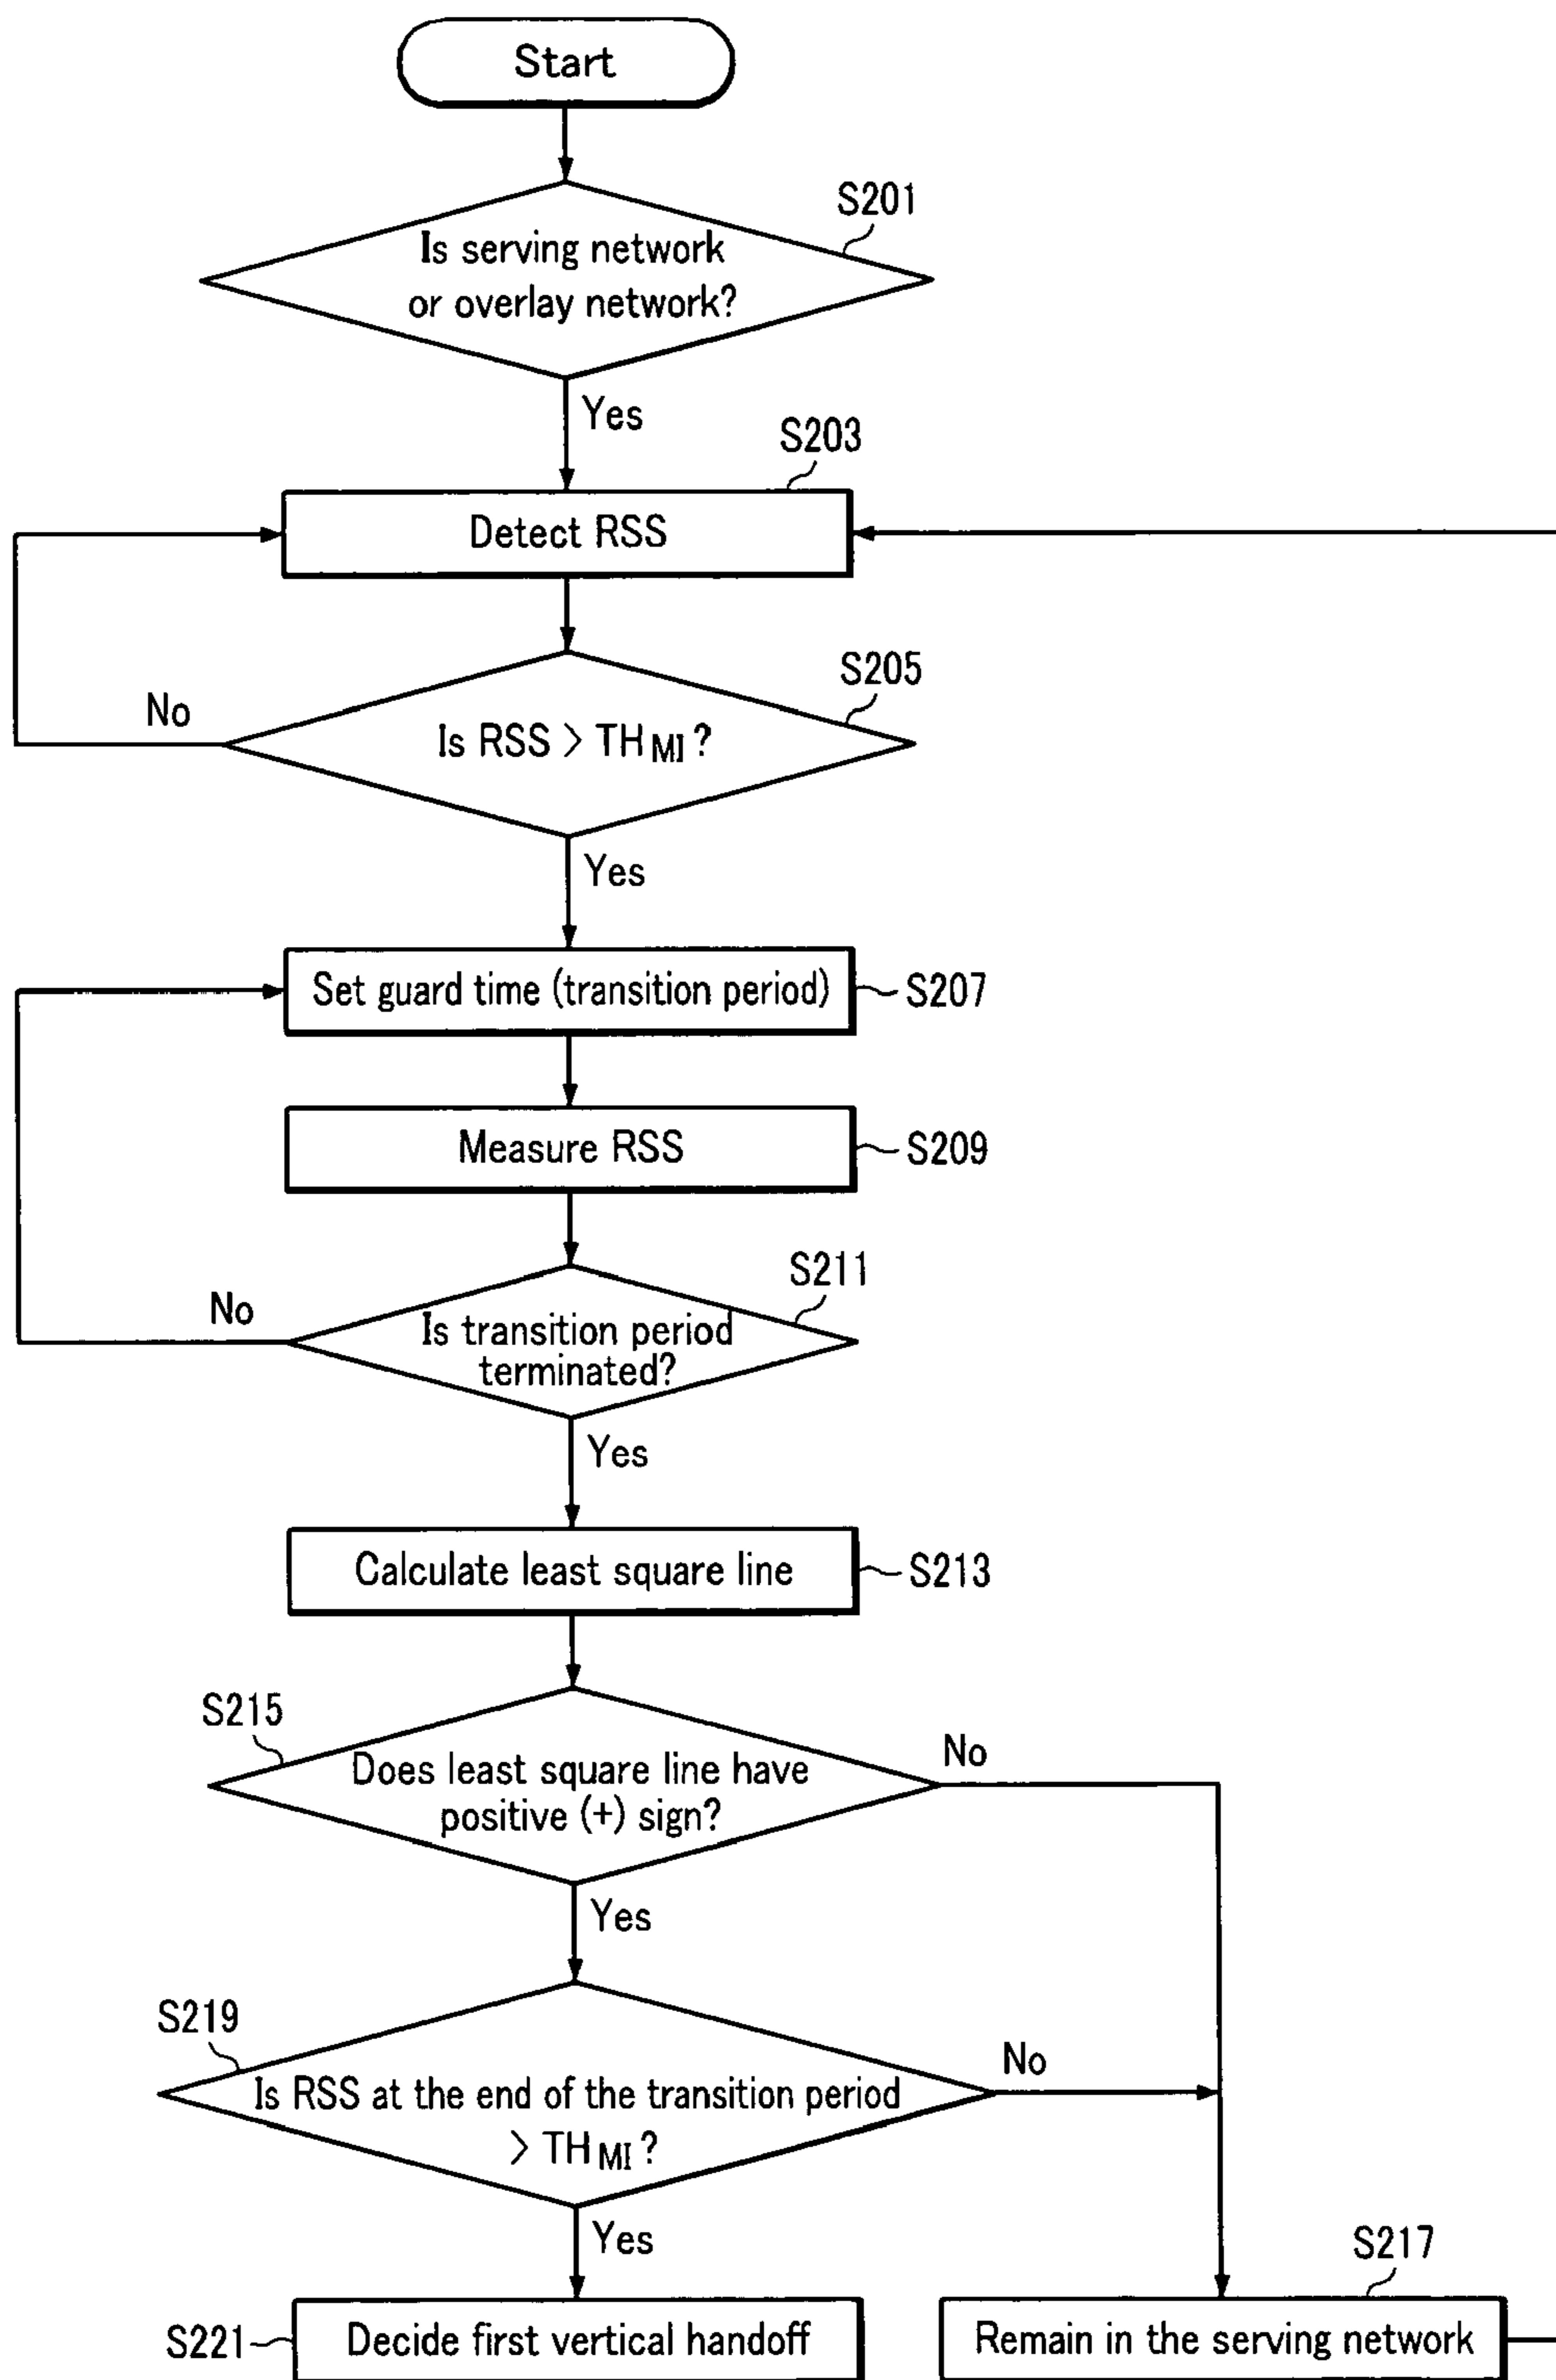 Start
S201
Is serving network
or overlay network?
Yes
S203
Detect RSS
S205
No
Is RSS > TH MI ?
Yes
Set guard time (transition period)
S207
Measure RSS
S209
S211
No
Is transition period
terminated?
Yes
Calculate least square line
S213
S215
No
Does least square line have
positive (+) sign?
Yes
S219
No
Is RSS at the end of the transition period
> TH MI ?
Yes
S217
S221
Decide first vertical handoff
Remain in the serving network